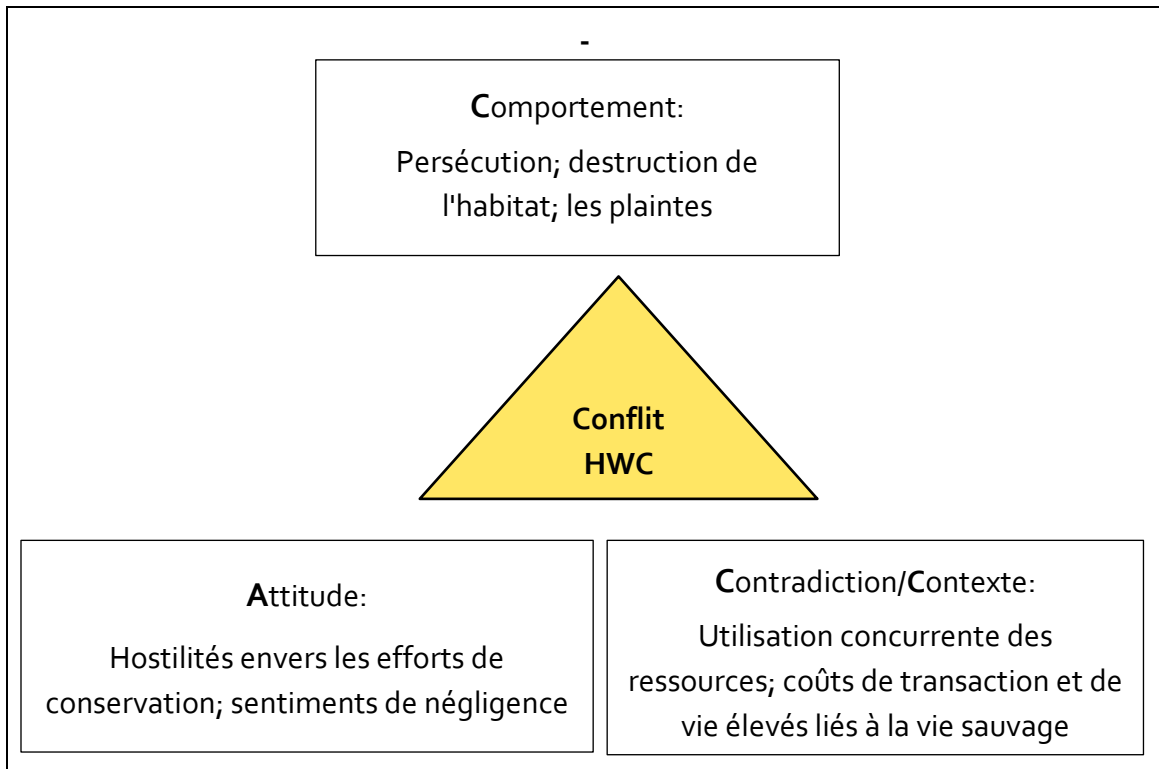 -
Comportement:
Persécution; destruction de
l'habitat; les plaintes
Conflit
HWC
Attitude:
Hostilités envers les efforts de
conservation; sentiments de négligence
Contradiction/Contexte:
Utilisation concurrente des
ressources; coûts de transaction et de
vie élevés liés à la vie sauvage